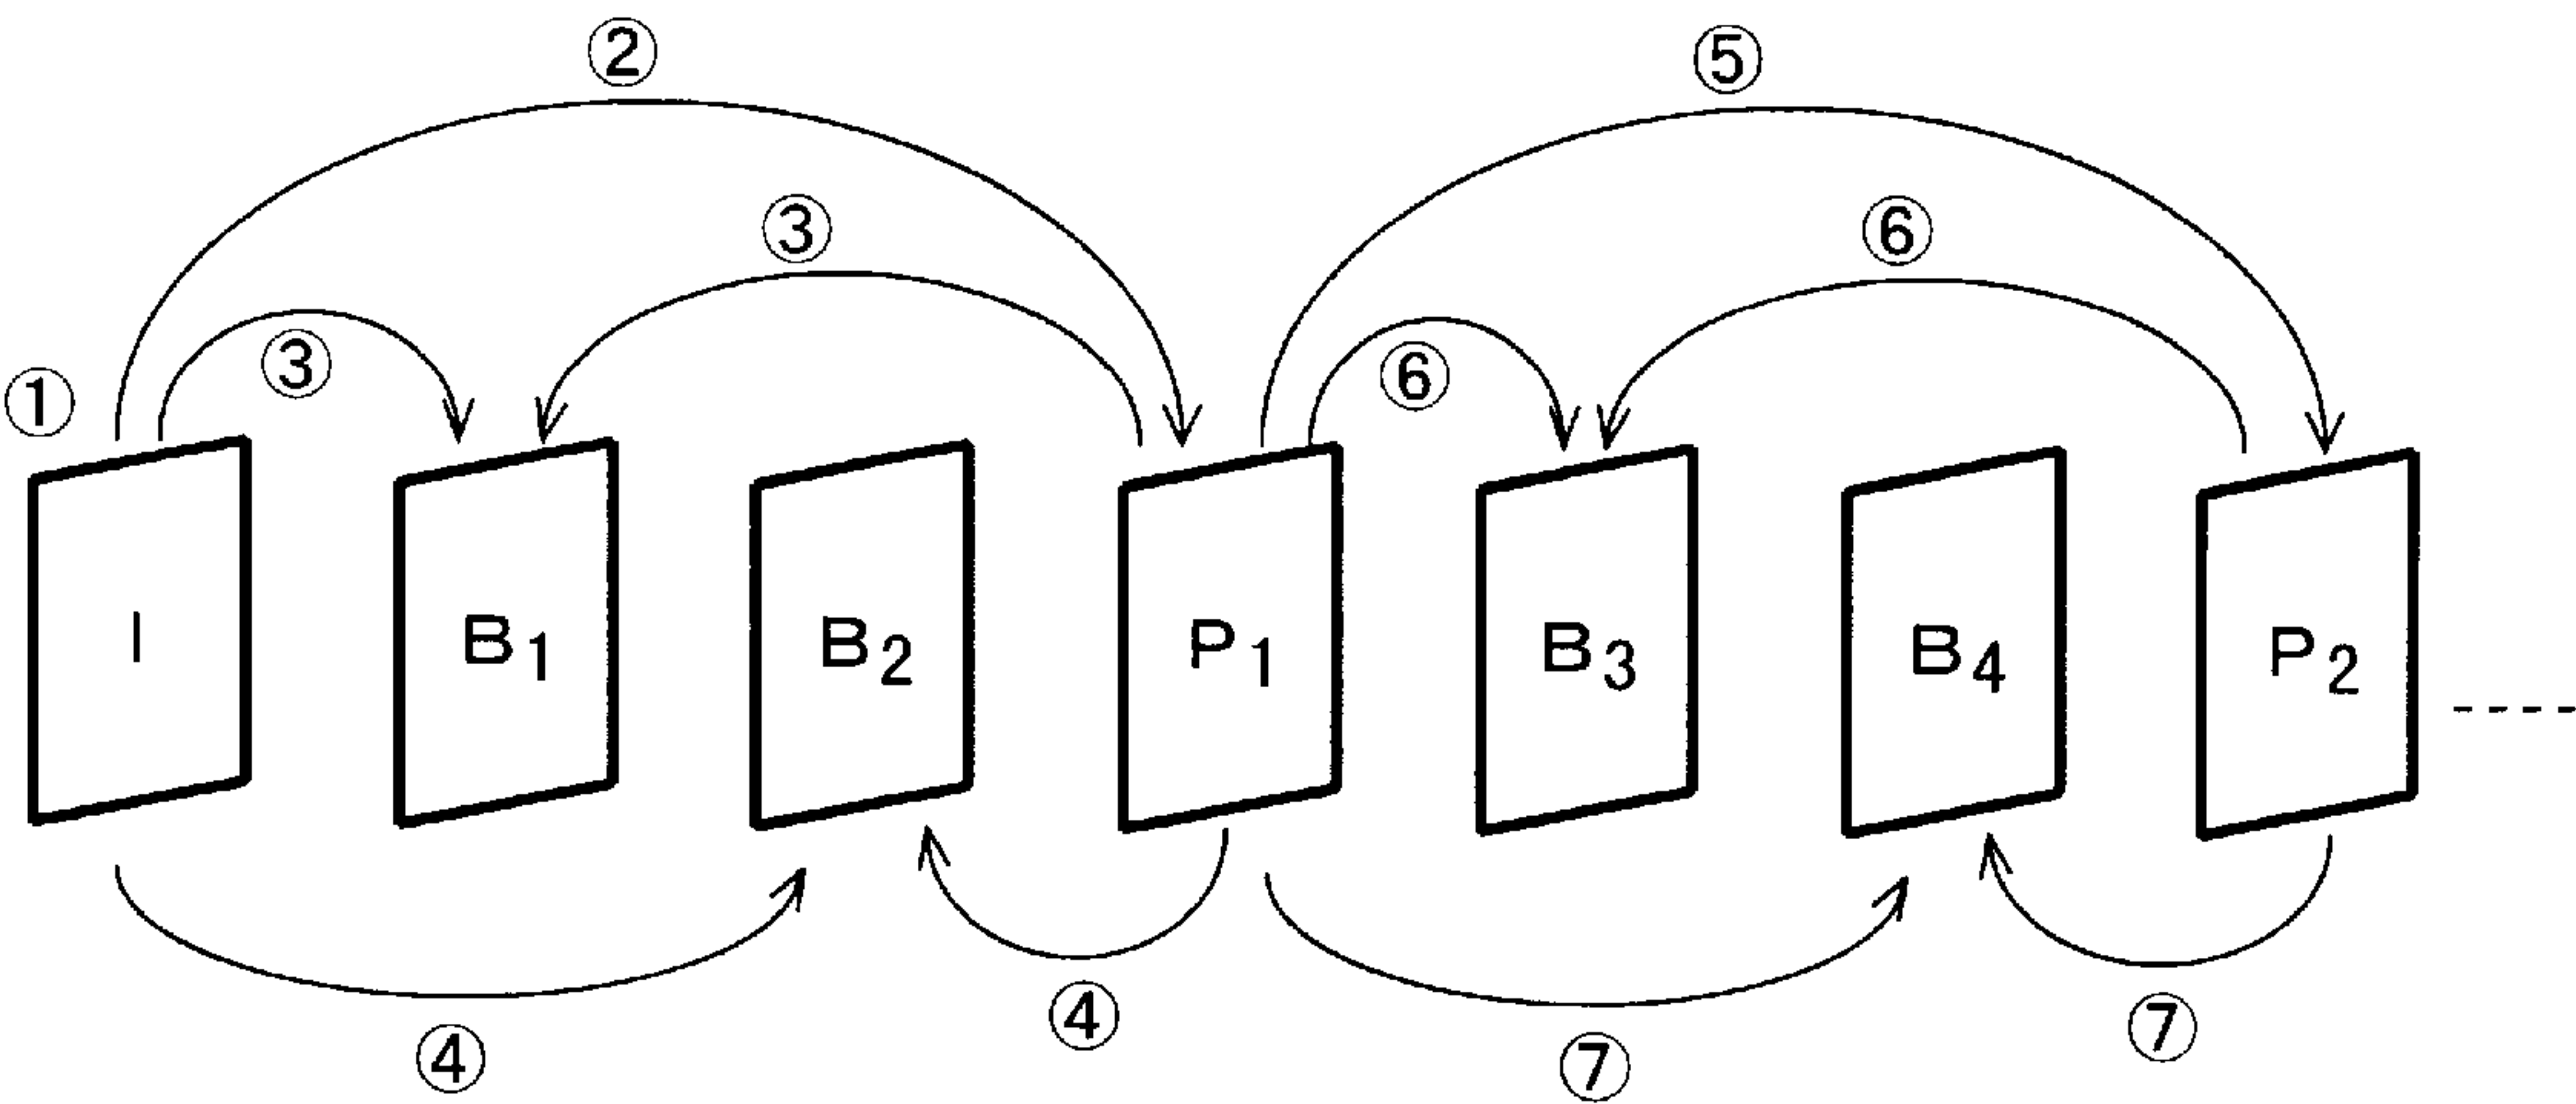 ② ⑤
③ ⑥
① ③ ⑥
I B1 B2 P1 B3 B4 P2
④ ④ ⑦ ⑦